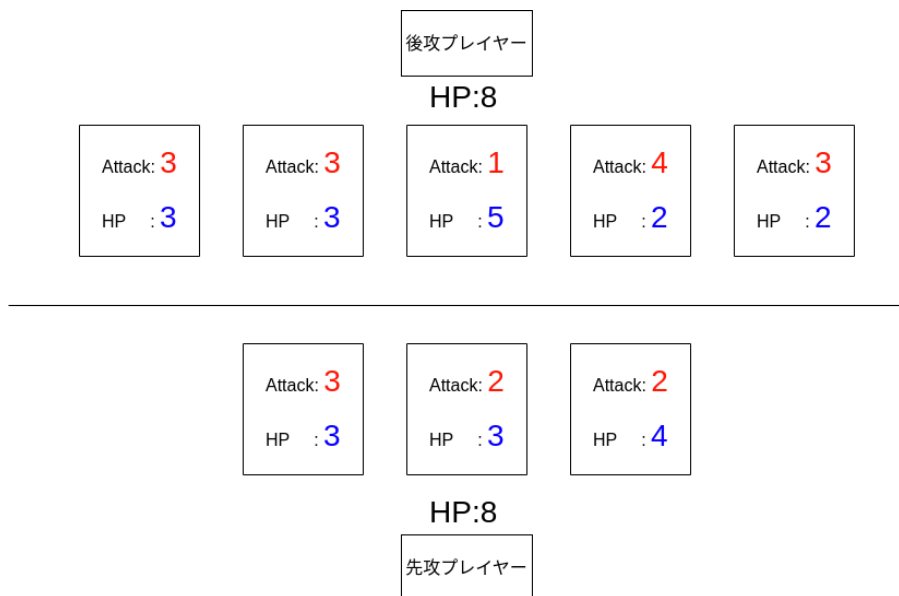 後攻プレイヤー
HP:8
Attack: 3 Attack: 3 Attack: 1 Attack: 4 Attack: 3
HP : 3 HP : 3 HP : 5 HP : 2 HP : 2
Attack: 3 Attack: 2 Attack: 2
HP : 3 HP : 3 HP : 4
HP:8
先攻プレイヤー